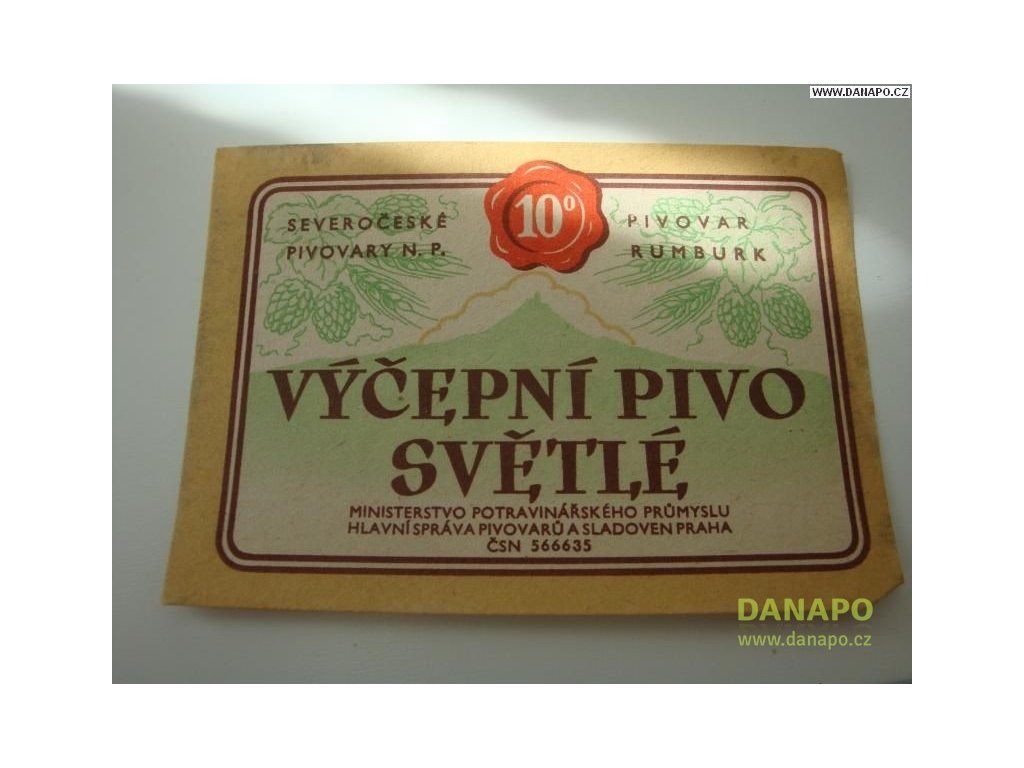 WWW.DANAPO.CZ
10°
SEVEROČESKÉ
PIVOVARY N. P.
PIVOVAR
RUMBURK
VÝČEPNÍ PIVO
SVĚTLÉ
MINISTERSTVO POTRAVINÁŘSKÉHO PRŮMYSLU
HLAVNÍ SPRÁVA PIVOVARŮ A SLADOVEN PRAHA
ČSN 566635
DANAPO
www.danapo.cz